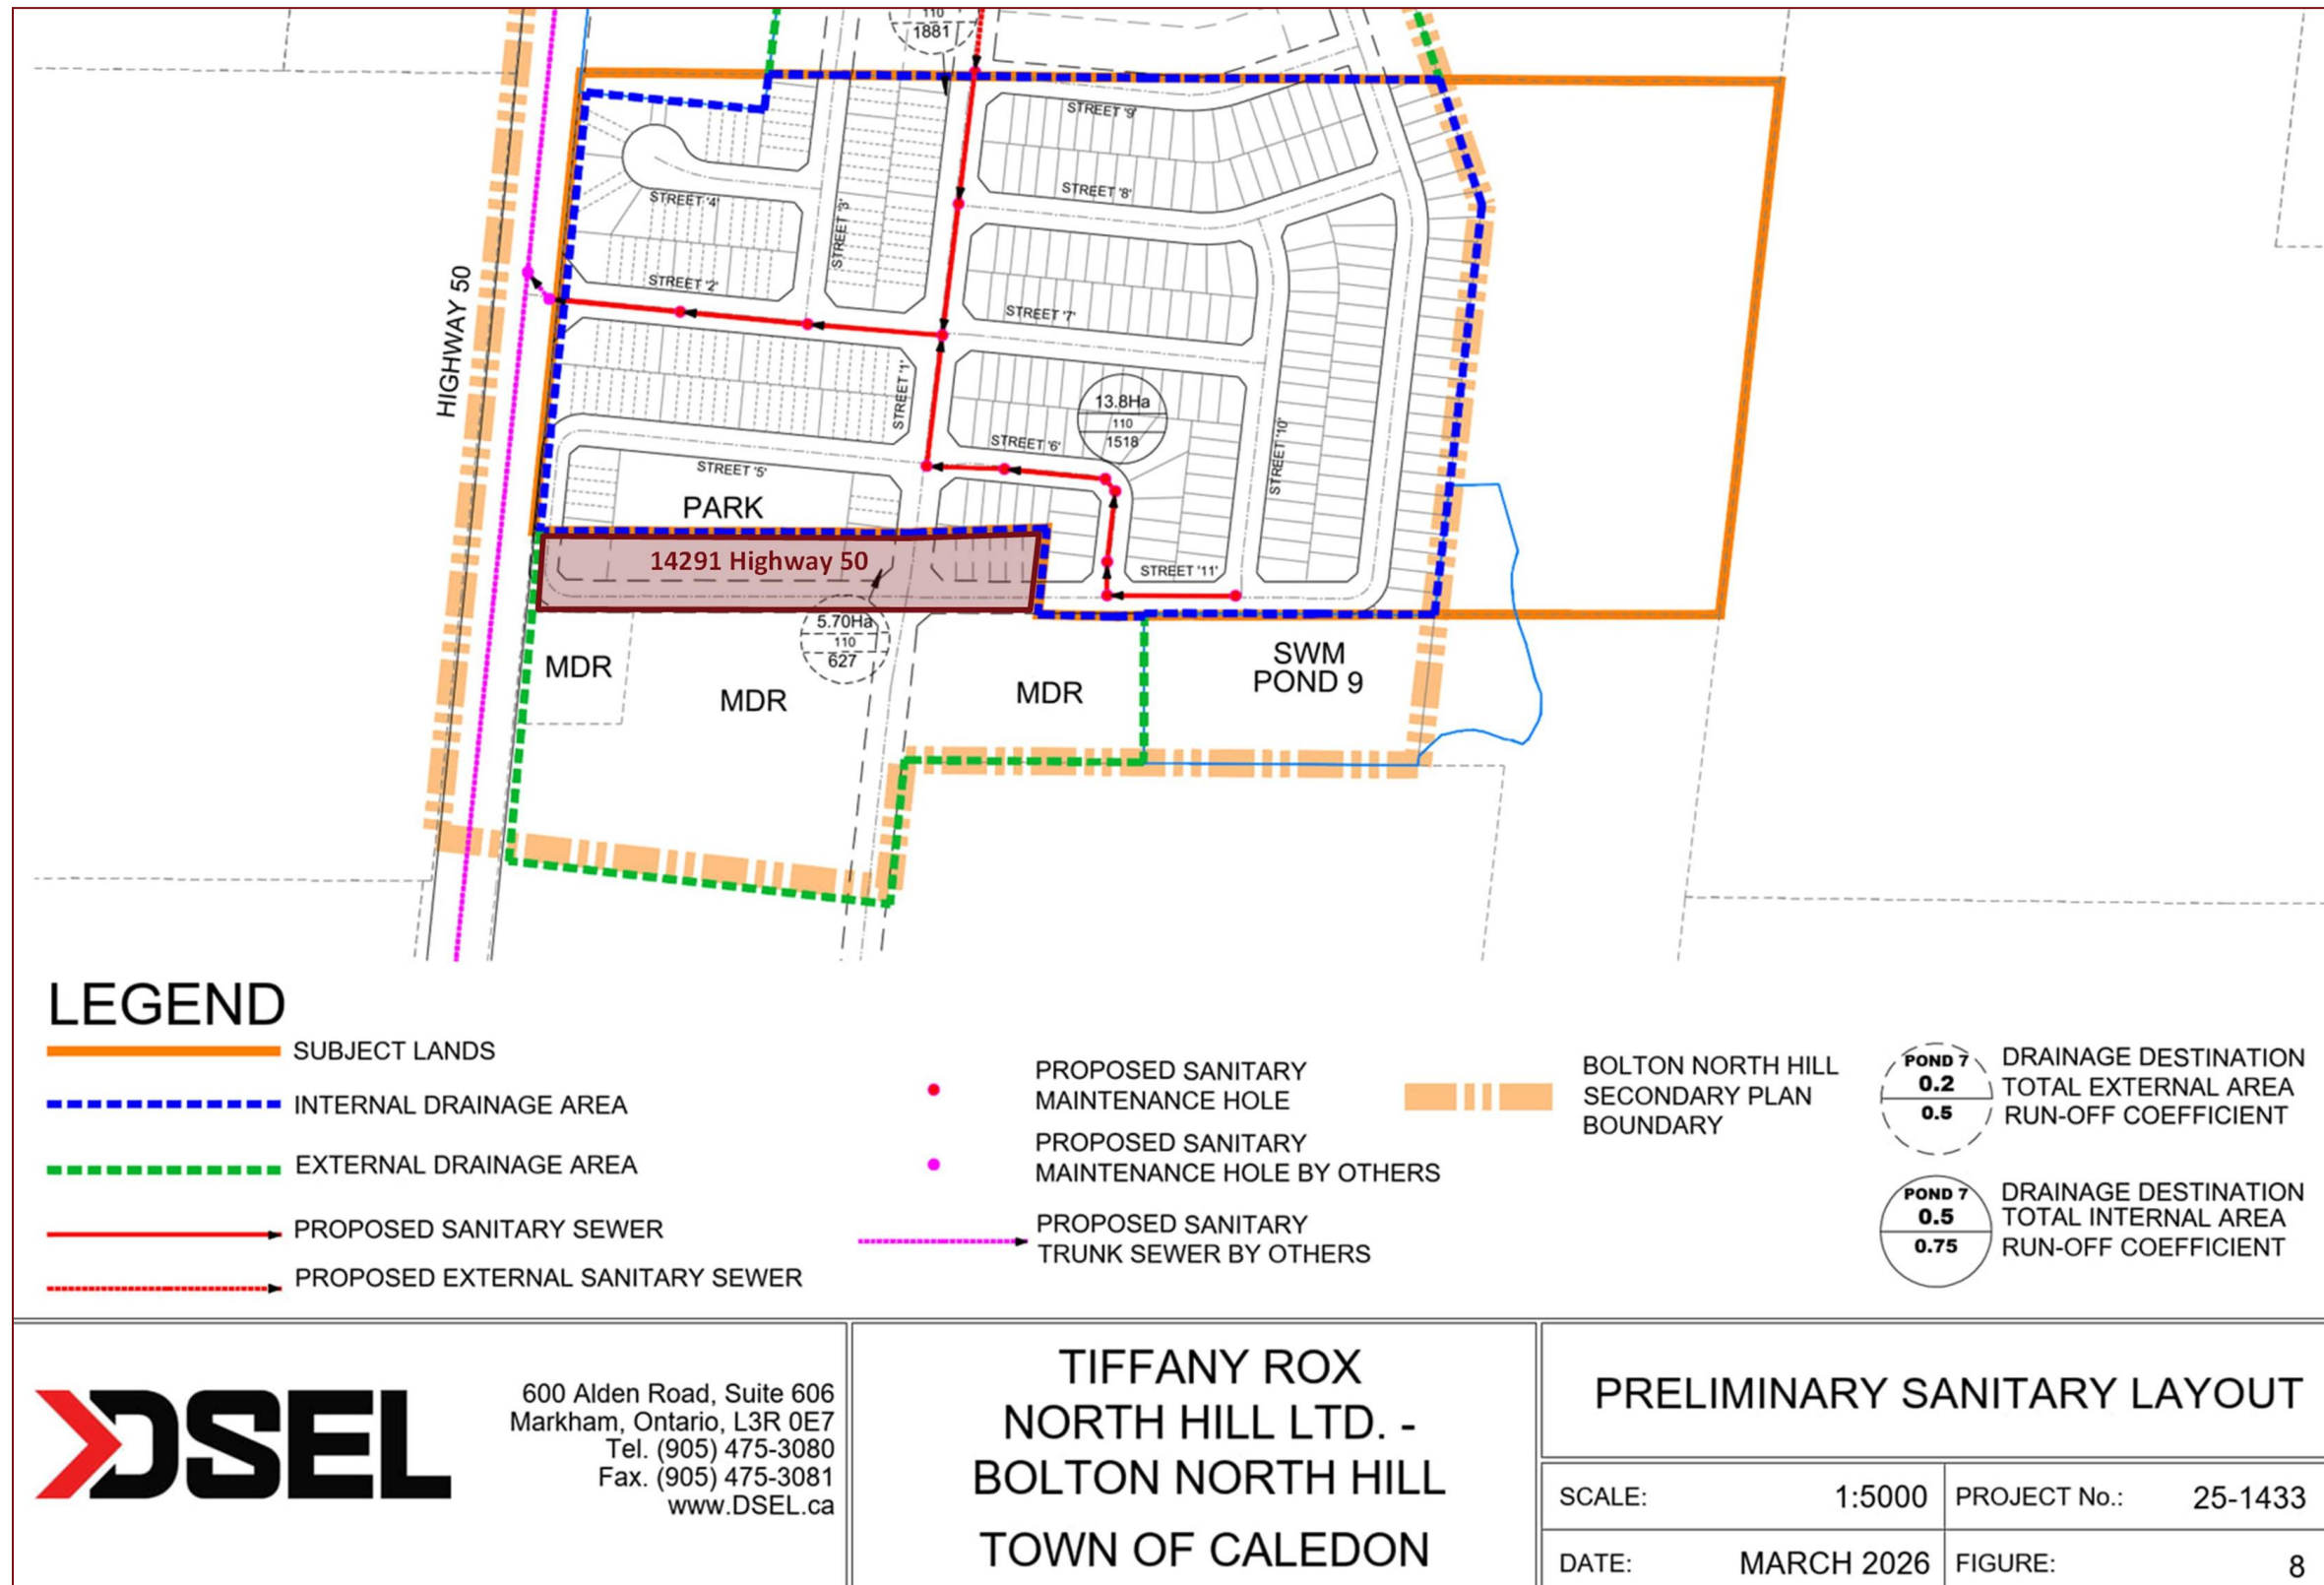 110
1881
STREET '9'
STREET '8'
STREET '4'
STREET '3'
STREET '2'
STREET '7'
HIGHWAY 50
STREET '1'
13.8Ha
110
1518
STREET '6'
STREET '10'
STREET '5'
PARK
14291 Highway 50
STREET '11'
5.70Ha
110
627
MDR
MDR
MDR
SWM
POND 9
LEGEND
SUBJECT LANDS
INTERNAL DRAINAGE AREA
EXTERNAL DRAINAGE AREA
PROPOSED SANITARY SEWER
PROPOSED EXTERNAL SANITARY SEWER
PROPOSED SANITARY
MAINTENANCE HOLE
PROPOSED SANITARY
MAINTENANCE HOLE BY OTHERS
PROPOSED SANITARY
TRUNK SEWER BY OTHERS
BOLTON NORTH HILL
SECONDARY PLAN
BOUNDARY
POND 7
0.2
0.5
DRAINAGE DESTINATION
TOTAL EXTERNAL AREA
RUN-OFF COEFFICIENT
POND 7
0.5
0.75
DRAINAGE DESTINATION
TOTAL INTERNAL AREA
RUN-OFF COEFFICIENT
DSEL
600 Alden Road, Suite 606
Markham, Ontario, L3R 0E7
Tel. (905) 475-3080
Fax. (905) 475-3081
www.DSEL.ca
TIFFANY ROX
NORTH HILL LTD. -
BOLTON NORTH HILL
TOWN OF CALEDON
PRELIMINARY SANITARY LAYOUT
SCALE: 1:5000
PROJECT No.: 25-1433
DATE: MARCH 2026
FIGURE: 8